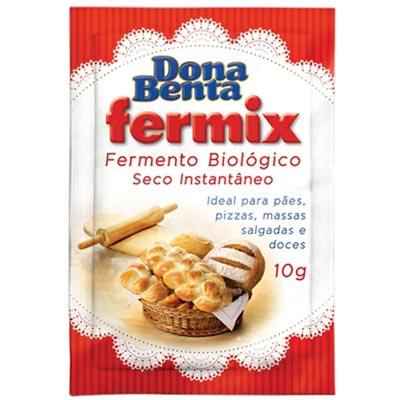 Dona
Benta
fermix
Fermento Biológico
Seco Instantâneo
Ideal para pães,
pizzas, massas
salgadas e
doces
10g